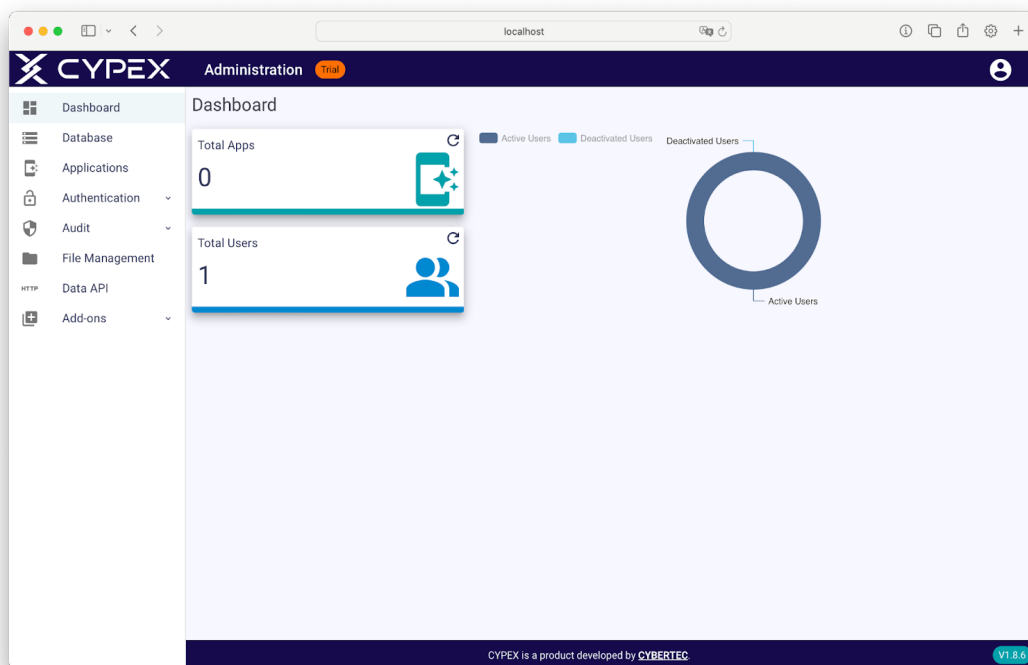 localhost
CYPEX
Administration
Trial
Dashboard
Database
Applications
Authentication
Audit
File Management
HTTP
Data API
Add-ons
Dashboard
Total Apps
0
Total Users
1
Active Users
Deactivated Users
Deactivated Users
Active Users
CYPEX is a product developed by CYBERTEC.
V1.8.6